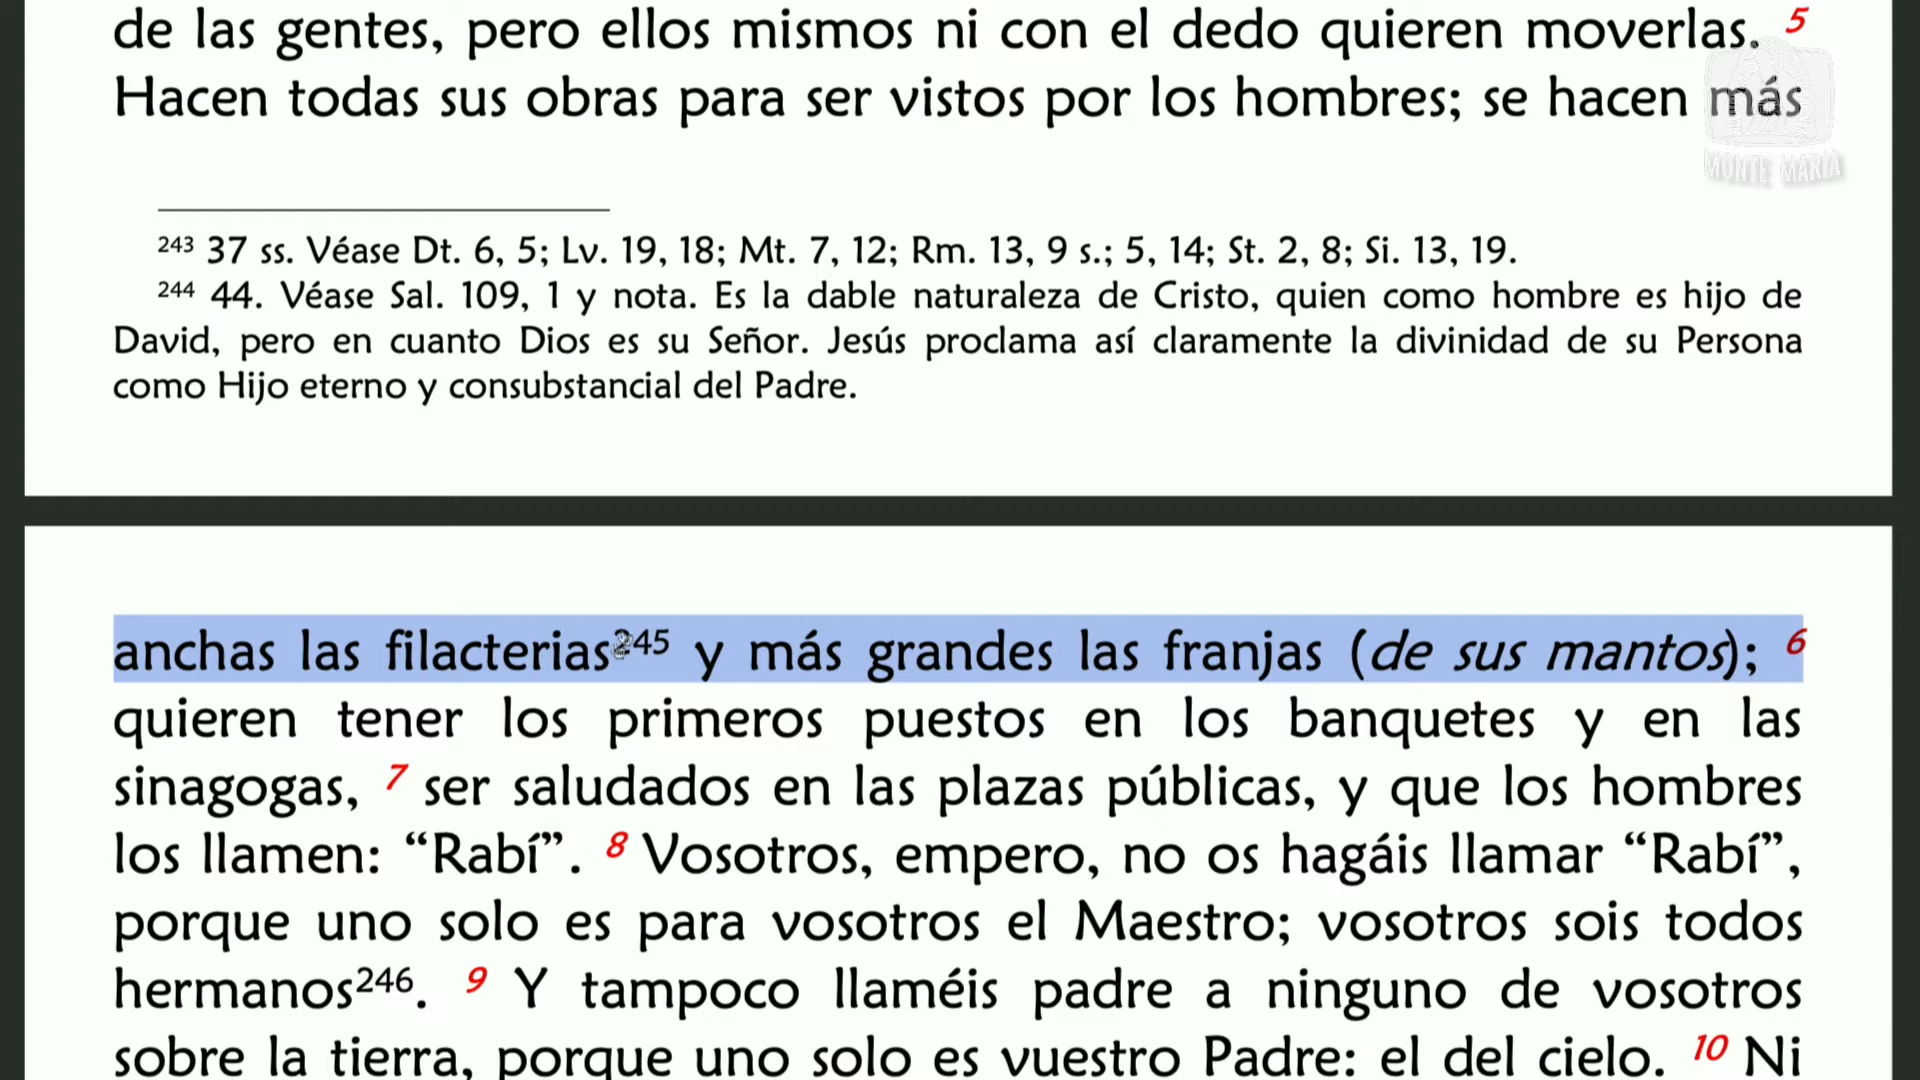 de las gentes, pero ellos mismos ni con el dedo quieren moverlas. 5
Hacen todas sus obras para ser vistos por los hombres; se hacen más
MONTE MARIA
243 37 ss. Véase Dt. 6, 5; Lv. 19, 18; Mt. 7, 12; Rm. 13, 9 s.; 5, 14; St. 2, 8; Si. 13, 19.
244 44. Véase Sal. 109, 1 y nota. Es la dable naturaleza de Cristo, quien como hombre es hijo de
David, pero en cuanto Dios es su Señor. Jesús proclama así claramente la divinidad de su Persona
como Hijo eterno y consubstancial del Padre.
anchas las filacterias245 y más grandes las franjas (de sus mantos); 6
quieren tener los primeros puestos en los banquetes y en las
sinagogas, 7 ser saludados en las plazas públicas, y que los hombres
los llamen: “Rabí”. 8 Vosotros, empero, no os hagáis llamar “Rabí”,
porque uno solo es para vosotros el Maestro; vosotros sois todos
hermanos246. 9 Y tampoco llaméis padre a ninguno de vosotros
sobre la tierra, porque uno solo es vuestro Padre: el del cielo. 10 Ni